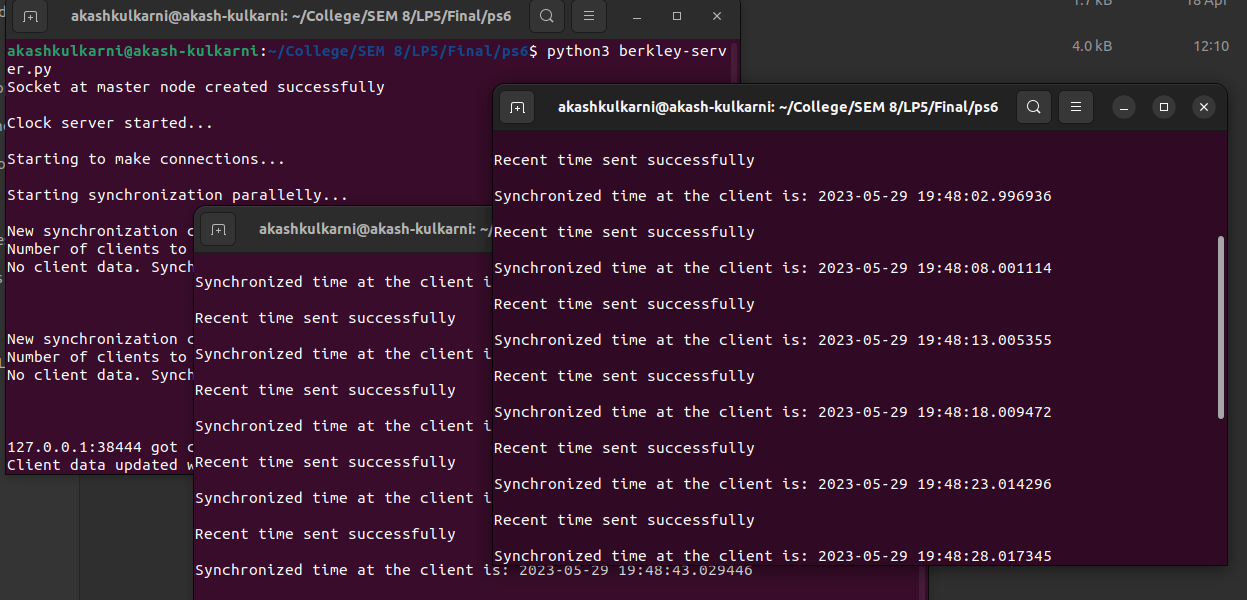 akashkulkarni@akash-kulkarni: ~/College/SEM 8/LP5/Final/ps6
akashkulkarni@akash-kulkarni:~/College/SEM 8/LP5/Final/ps6$ python3 berkley-serv
er.py
Socket at master node created successfully
Clock server started...
Starting to make connections...
Starting synchronization parallelly...
New synchronization
Number of clients to
No client data.
New synchronization
Number of clients to
No client data.
127.0.0.1:38444 got
Client data updated
akashkulkarni@akash-kulkarni: ~/
Synchronized time at the client
Recent time sent successfully
Synchronized time at the client
Recent time sent successfully
Synchronized time at the client
Recent time sent successfully
Synchronized time at the client
Recent time sent successfully
Synchronized time at the client is: 2023-05-29 19:48:43.029446
akashkulkarni@akash-kulkarni: ~/College/SEM 8/LP5/Final/ps6
Recent time sent successfully
Synchronized time at the client is: 2023-05-29 19:48:02.996936
Recent time sent successfully
Synchronized time at the client is: 2023-05-29 19:48:08.001114
Recent time sent successfully
Synchronized time at the client is: 2023-05-29 19:48:13.005355
Recent time sent successfully
Synchronized time at the client is: 2023-05-29 19:48:18.009472
Recent time sent successfully
Synchronized time at the client is: 2023-05-29 19:48:23.014296
Recent time sent successfully
Synchronized time at the client is: 2023-05-29 19:48:28.017345
1.7 kB 18 Apr
4.0 kB 12:10